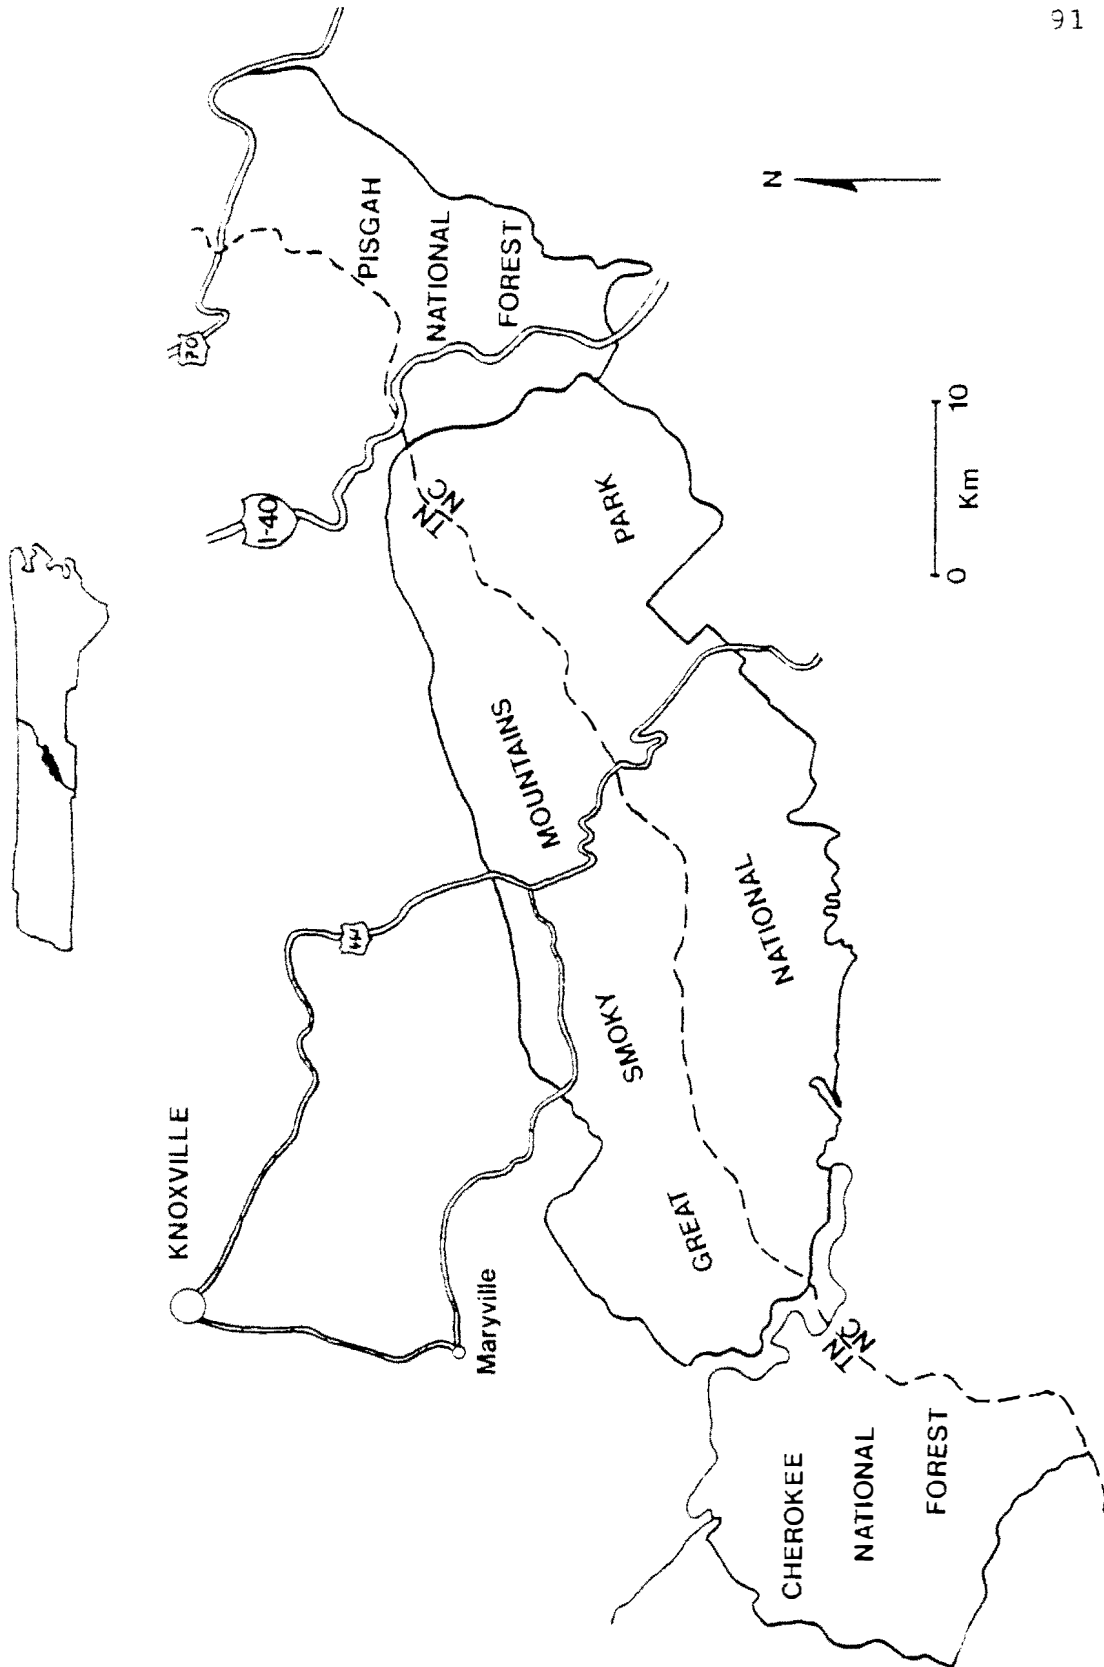 91
KNOXVILLE
Maryville
I-40
70
441
N
TN
NC
PISGAH
NATIONAL
FOREST
GREAT
SMOKY
MOUNTAINS
NATIONAL
PARK
TN
NC
CHEROKEE
NATIONAL
FOREST
0
10
Km